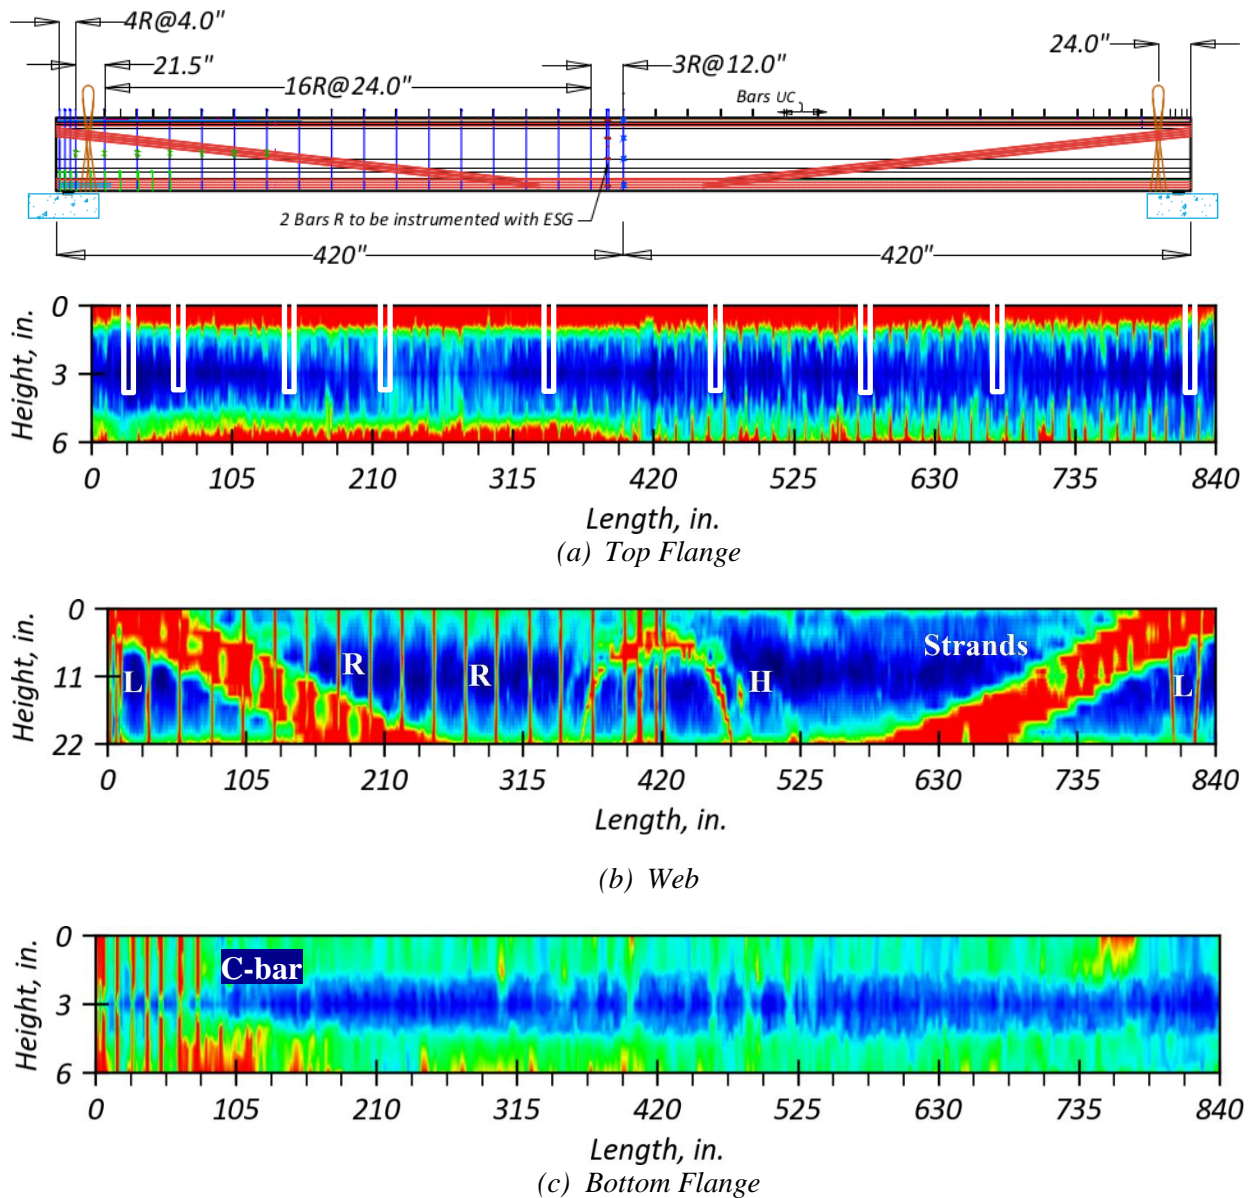 4R@4.0"
21.5"
16R@24.0"
3R@12.0"
24.0"
Bars UC
2 Bars R to be instrumented with ESG
420"
420"
Height, in.
0
3
6
0 105 210 315 420 525 630 735 840
Length, in.
(a) Top Flange
Height, in.
0
11
22
L R R H Strands L
0 105 210 315 420 525 630 735 840
Length, in.
(b) Web
Height, in.
0
3
6
C-bar
0 105 210 315 420 525 630 735 840
Length, in.
(c) Bottom Flange